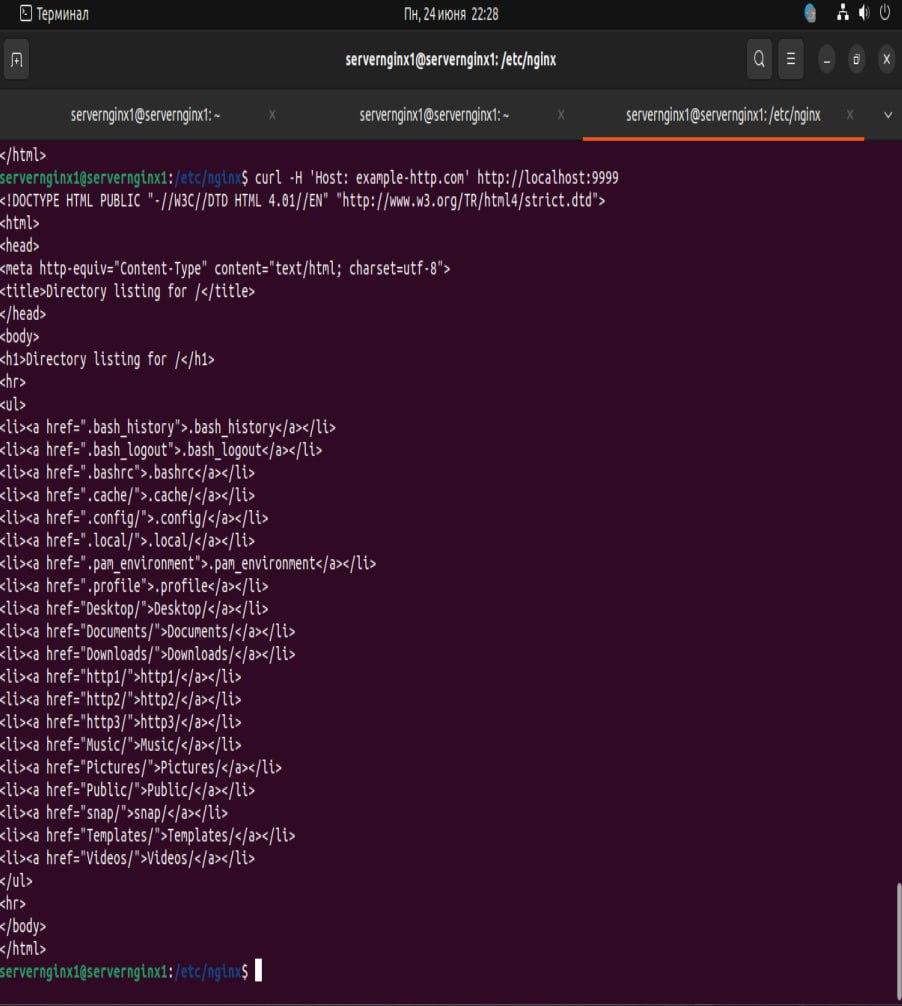 Терминал
Пн, 24 июня 22:28
servernginx1@servernginx1: /etc/nginx
servernginx1@servernginx1: ~
servernginx1@servernginx1: ~
servernginx1@servernginx1: /etc/nginx
</html>
servernginx1@servernginx1:/etc/nginx$ curl -H 'Host: example-http.com' http://localhost:9999
<!DOCTYPE HTML PUBLIC "-//W3C//DTD HTML 4.01//EN" "http://www.w3.org/TR/html4/strict.dtd">
<html>
<head>
<meta http-equiv="Content-Type" content="text/html; charset=utf-8">
<title>Directory listing for /</title>
</head>
<body>
<h1>Directory listing for /</h1>
<hr>
<ul>
<li><a href=".bash_history">.bash_history</a></li>
<li><a href=".bash_logout">.bash_logout</a></li>
<li><a href=".bashrc">.bashrc</a></li>
<li><a href=".cache/">.cache/</a></li>
<li><a href=".config/">.config/</a></li>
<li><a href=".local/">.local/</a></li>
<li><a href=".pam_environment">.pam_environment</a></li>
<li><a href=".profile">.profile</a></li>
<li><a href="Desktop/">Desktop/</a></li>
<li><a href="Documents/">Documents/</a></li>
<li><a href="Downloads/">Downloads/</a></li>
<li><a href="http1/">http1/</a></li>
<li><a href="http2/">http2/</a></li>
<li><a href="http3/">http3/</a></li>
<li><a href="Music/">Music/</a></li>
<li><a href="Pictures/">Pictures/</a></li>
<li><a href="Public/">Public/</a></li>
<li><a href="snap/">snap/</a></li>
<li><a href="Templates/">Templates/</a></li>
<li><a href="Videos/">Videos/</a></li>
</ul>
<hr>
</body>
</html>
servernginx1@servernginx1:/etc/nginx$